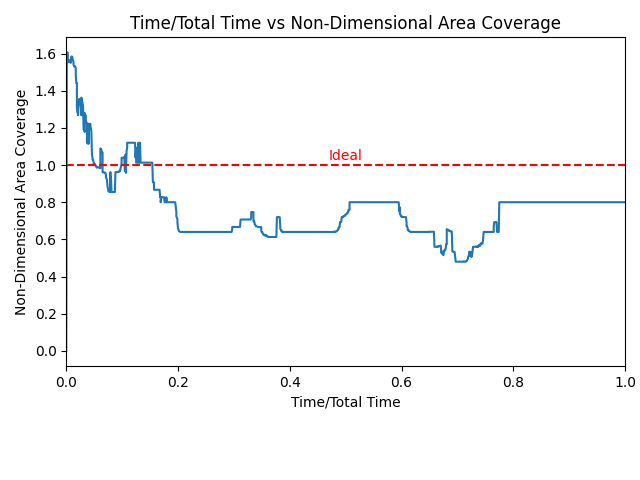 Time/Total Time vs Non-Dimensional Area Coverage
Non-Dimensional Area Coverage
1.6
1.4
1.2
1.0
0.8
0.6
0.4
0.2
0.0
Ideal
0.0 0.2 0.4 0.6 0.8 1.0
Time/Total Time